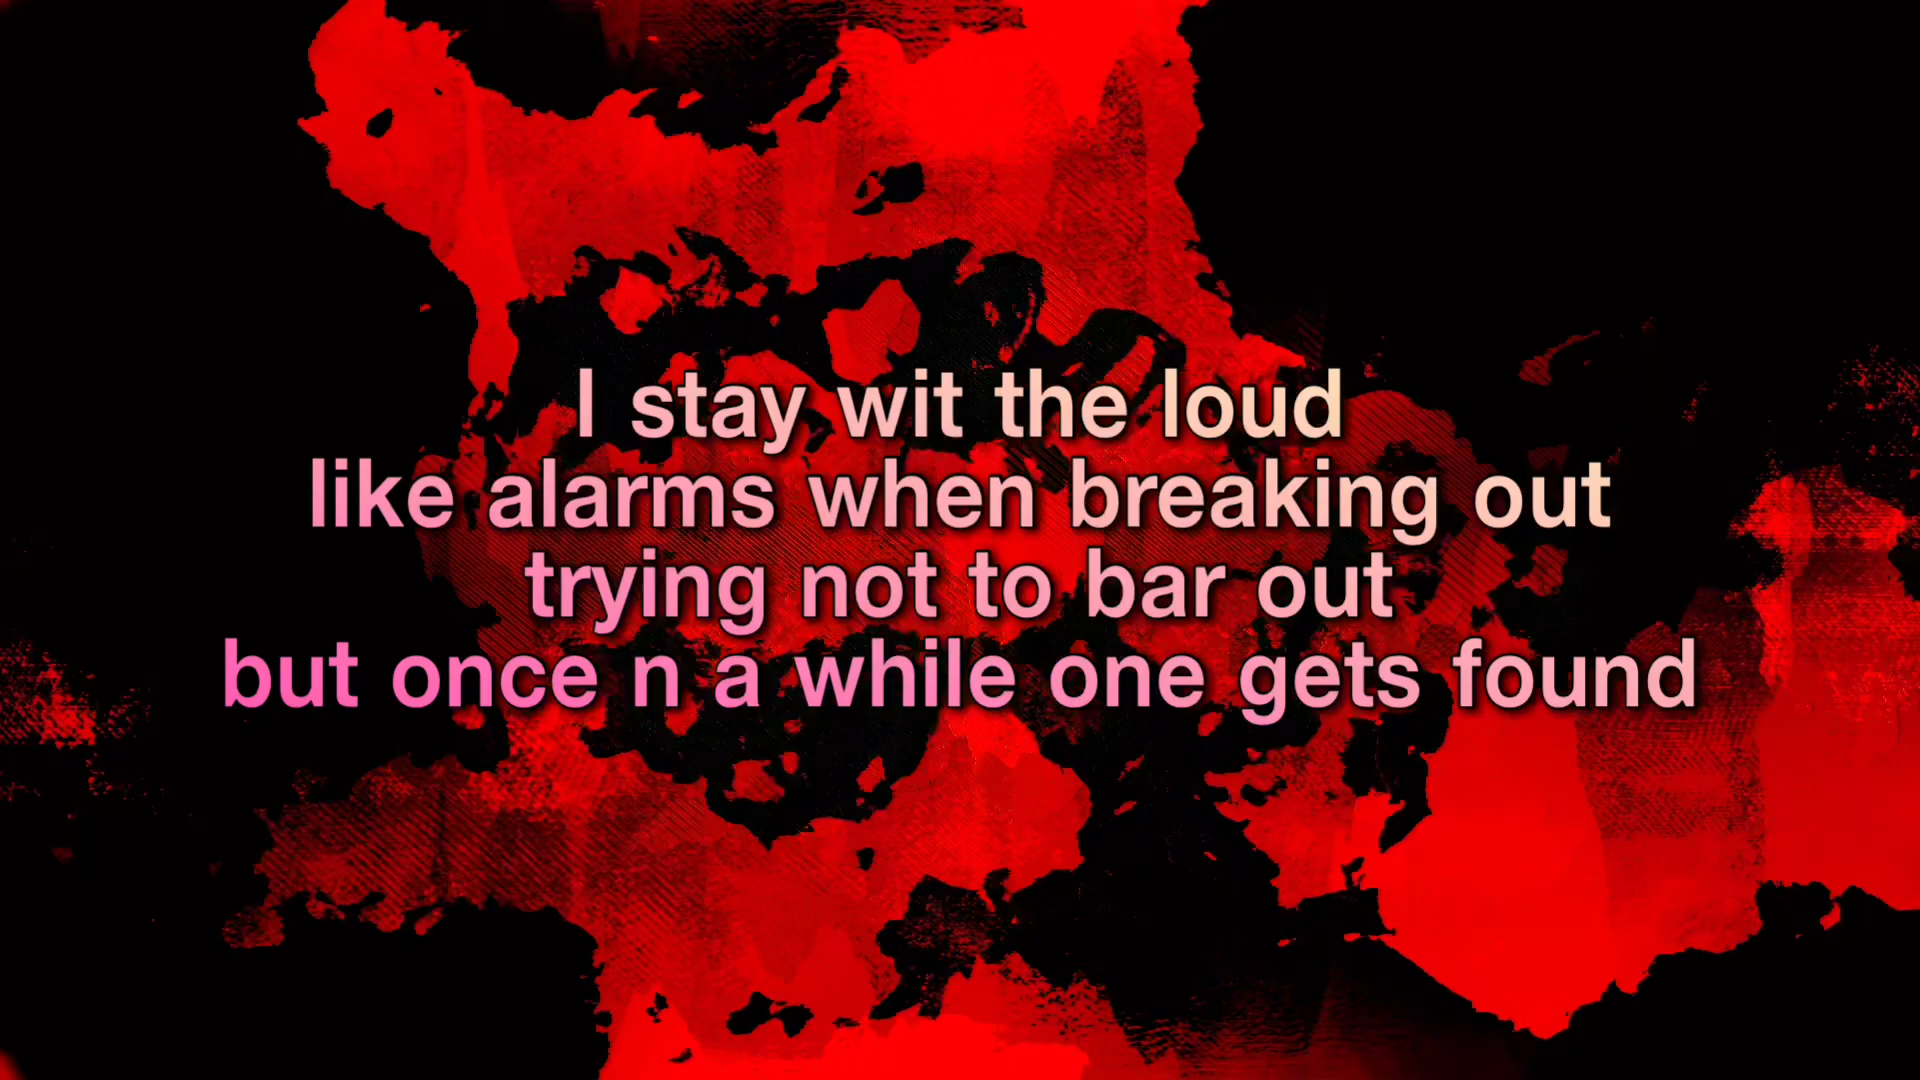 I stay wit the loud
like alarms when breaking out
trying not to bar out
but once n a while one gets found